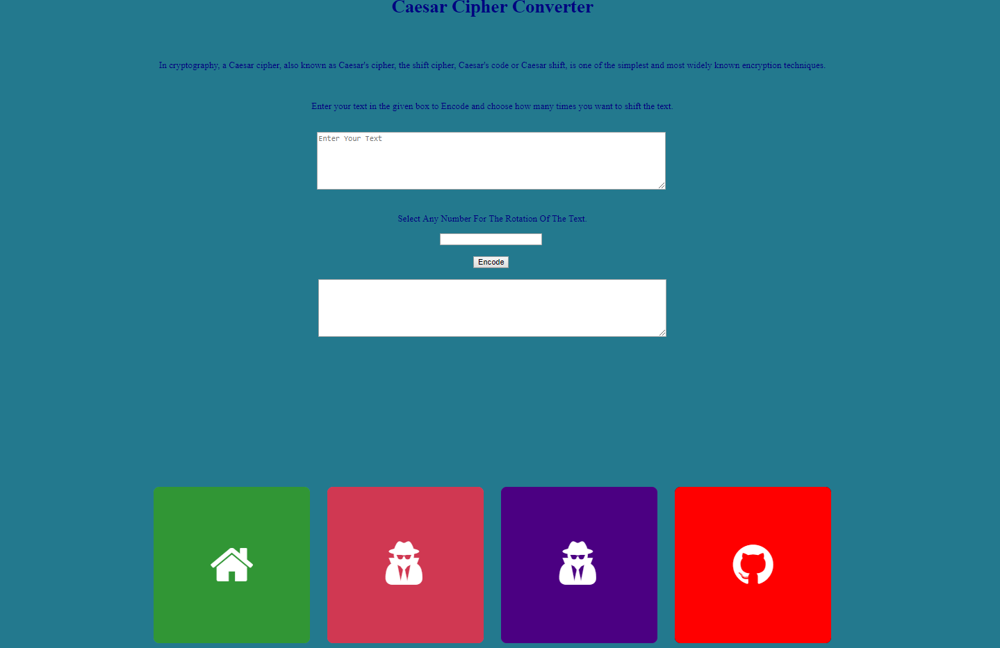 Caesar Cipher Converter
In cryptography, a Caesar cipher, also known as Caesar's cipher, the shift cipher, Caesar's code or Caesar shift, is one of the simplest and most widely known encryption techniques.
Enter your text in the given box to Encode and choose how many times you want to shift the text.
Enter Your Text
Select Any Number For The Rotation Of The Text.
Encode